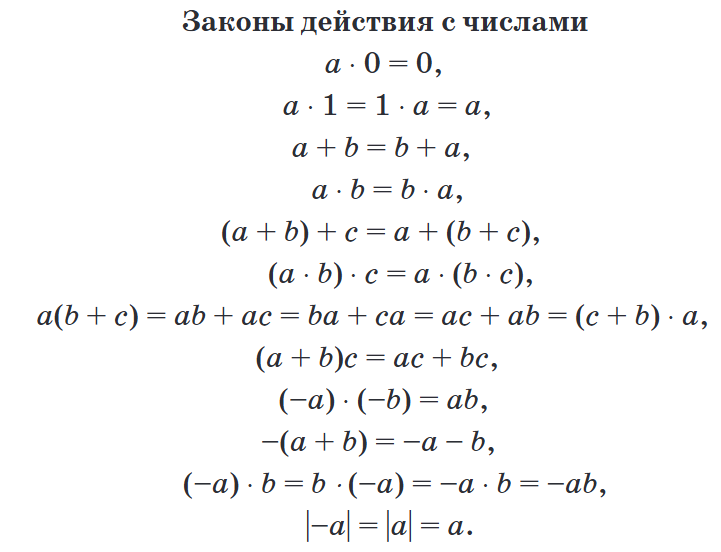 Законы действия с числами
a · 0 = 0,
a · 1 = 1 · a = a,
a + b = b + a,
a · b = b · a,
(a + b) + c = a + (b + c),
(a · b) · c = a · (b · c),
a(b + c) = ab + ac = ba + ca = ac + ab = (c + b) · a,
(a + b)c = ac + bc,
(−a) · (−b) = ab,
−(a + b) = −a − b,
(−a) · b = b · (−a) = −a · b = −ab,
|−a| = |a| = a.